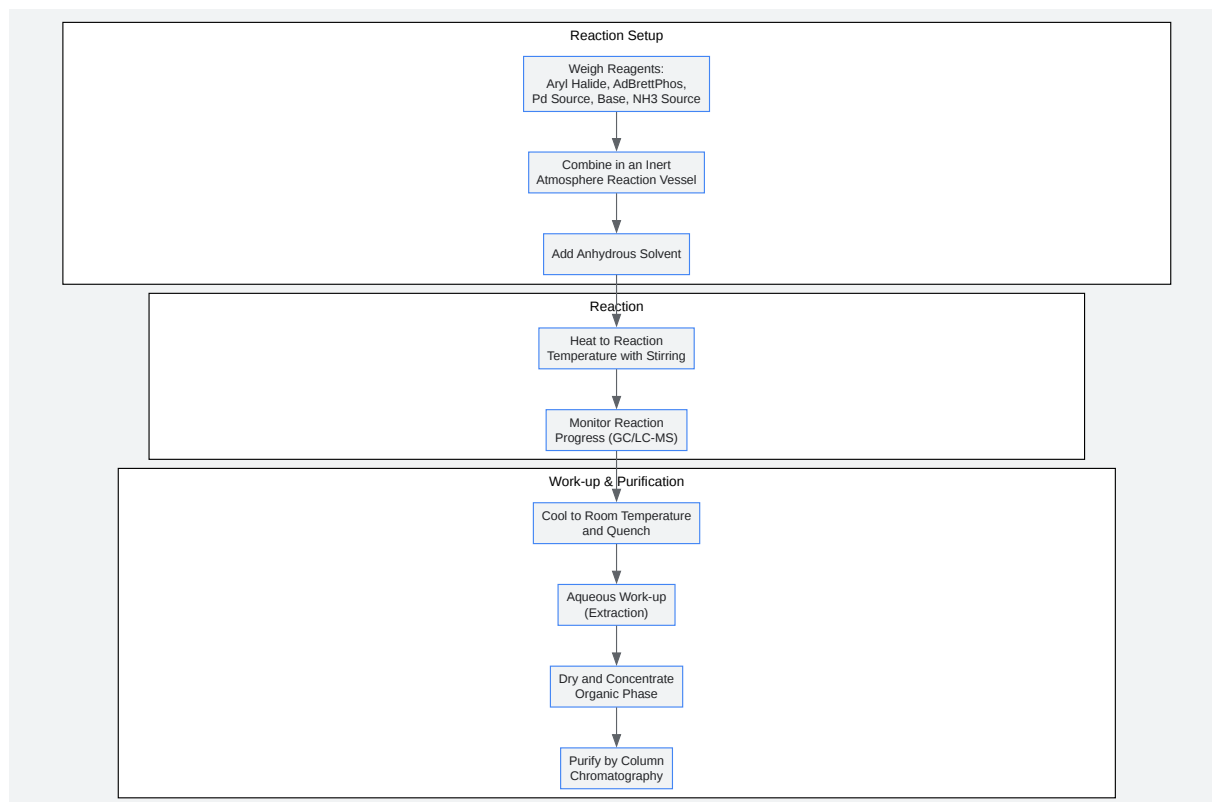 Reaction Setup
Weigh Reagents:
Aryl Halide, AdBrettPhos,
Pd Source, Base, NH3 Source
Combine in an Inert
Atmosphere Reaction Vessel
Add Anhydrous Solvent
Reaction
Heat to Reaction
Temperature with Stirring
Monitor Reaction
Progress (GC/LC-MS)
Work-up & Purification
Cool to Room Temperature
and Quench
Aqueous Work-up
(Extraction)
Dry and Concentrate
Organic Phase
Purify by Column
Chromatography